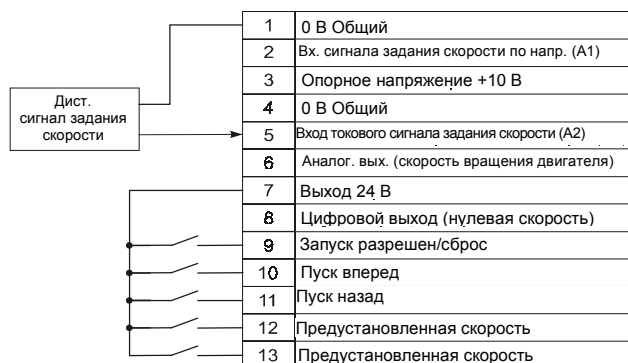 1 0 В Общий
2 Вх. сигнала задания скорости по напр. (A1)
3 Опорное напряжение +10 В
Дист.
сигнал задания
скорости
4 0 В Общий
5 Вход токового сигнала задания скорости (A2)
6 Аналог. вых. (скорость вращения двигателя)
7 Выход 24 В
8 Цифровой выход (нулевая скорость)
9 Запуск разрешен/сброс
10 Пуск вперед
11 Пуск назад
12 Предустановленная скорость
13 Предустановленная скорость